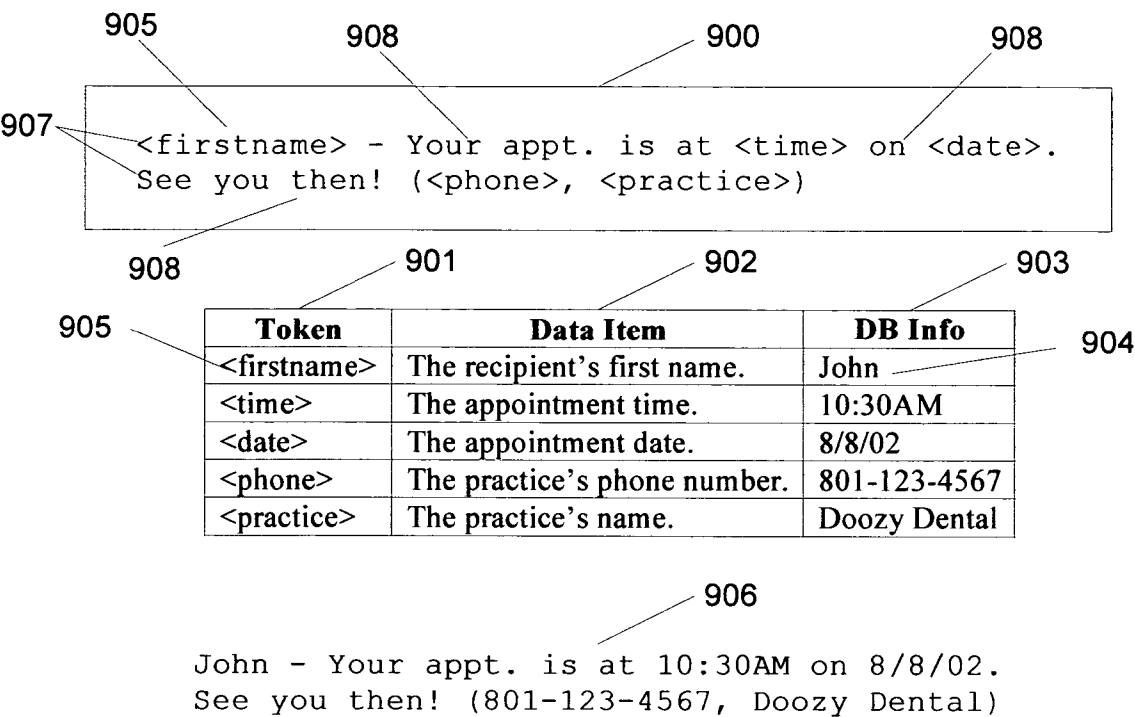 905
908
900
908
907
<firstname> - Your appt. is at <time> on <date>.
See you then! (<phone>, <practice>)
908
901
902
903
905
904
Token Data Item DB Info
<firstname> The recipient's first name. John
<time> The appointment time. 10:30AM
<date> The appointment date. 8/8/02
<phone> The practice's phone number. 801-123-4567
<practice> The practice's name. Doozy Dental
906
John - Your appt. is at 10:30AM on 8/8/02.
See you then! (801-123-4567, Doozy Dental)